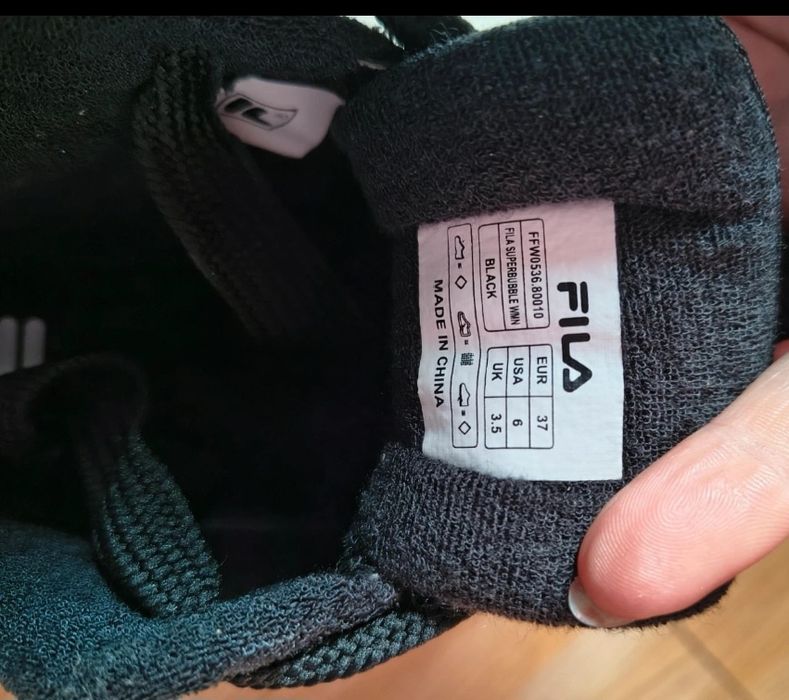 FILA
FFW0536.80010
FILA SUPERBUBBLE WMN
BLACK
EUR 37
USA 6
UK 3.5
MADE IN CHINA